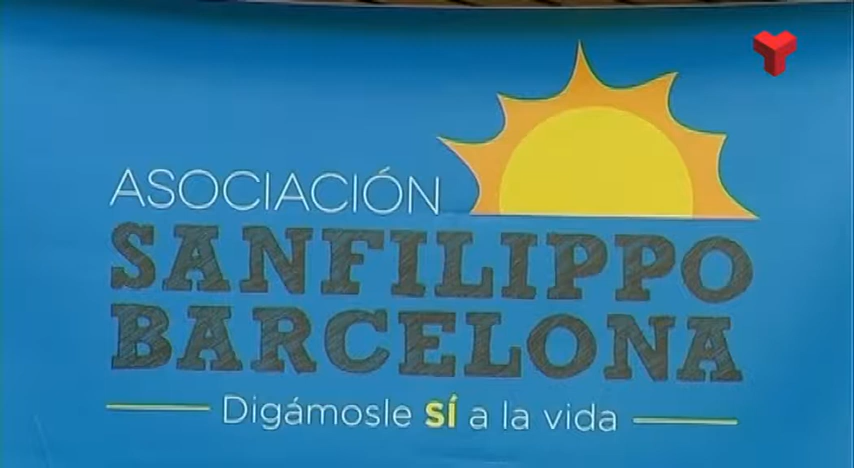 ASOCIACIÓN
SANFILIPPO
BARCELONA
Digámosle sí a la vida